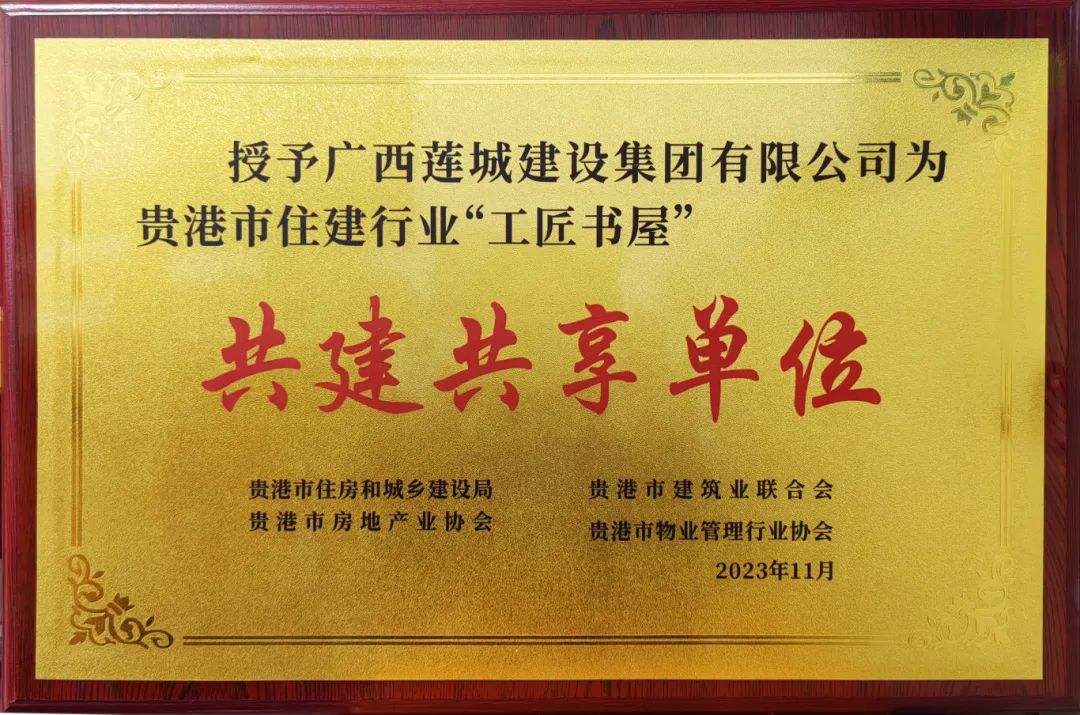 授予广西莲城建设集团有限公司为
贵港市住建行业“工匠书屋”
共建共享单位
贵港市住房和城乡建设局
贵港市建筑业联合会
贵港市房地产业协会
贵港市物业管理行业协会
2023年11月